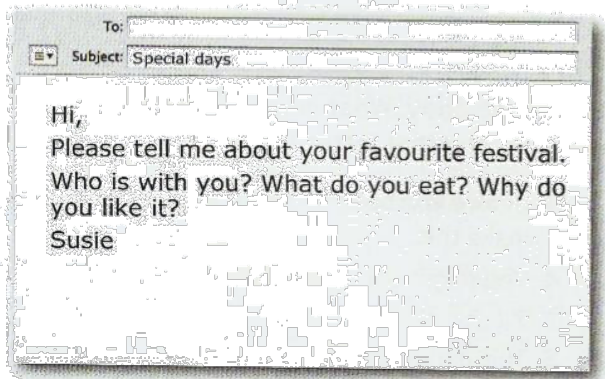 To:
Subject: Special days
Hi,
Please tell me about your favourite festival.
Who is with you? What do you eat? Why do
you like it?
Susie